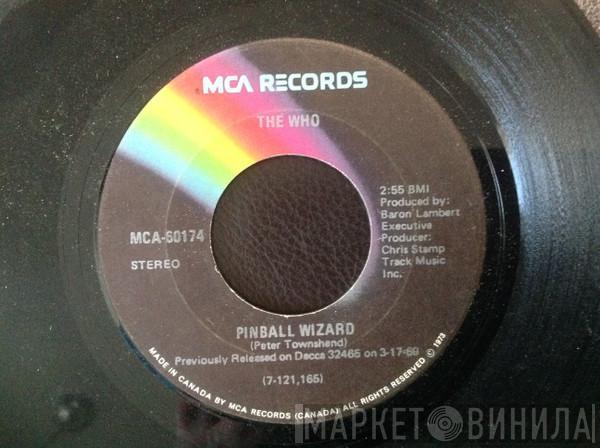 MCA RECORDS
THE WHO
MCA-60174
STEREO
2:55 BMI
Produced by:
Baron Lambert
Executive
Producer:
Chris Stamp
Track Music
Inc.
PINBALL WIZARD
(Peter Townshend)
Previously Released on Decca 32465 on 3-17-69
(7-121,165)
MADE IN CANADA BY MCA RECORDS (CANADA) ALL RIGHTS RESERVED © 1973
МАРКЕТ ВИНИЛА